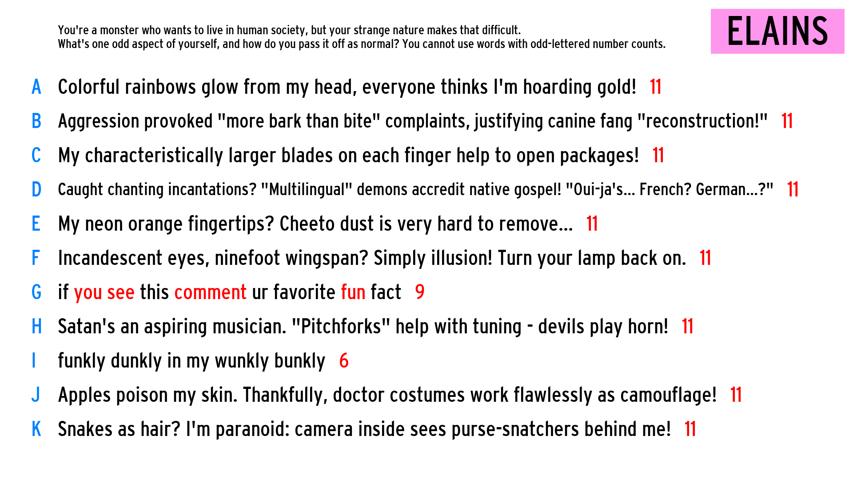 You're a monster who wants to live in human society, but your strange nature makes that difficult.
What's one odd aspect of yourself, and how do you pass it off as normal? You cannot use words with odd-lettered number counts.
ELAINS
A Colorful rainbows glow from my head, everyone thinks I'm hoarding gold! 11
B Aggression provoked "more bark than bite" complaints, justifying canine fang "reconstruction!" 11
C My characteristically larger blades on each finger help to open packages! 11
D Caught chanting incantations? "Multilingual" demons accredit native gospel! "Oui-ja's... French? German...?" 11
E My neon orange fingertips? Cheeto dust is very hard to remove... 11
F Incandescent eyes, ninefoot wingspan? Simply illusion! Turn your lamp back on. 11
G if you see this comment ur favorite fun fact 9
H Satan's an aspiring musician. "Pitchforks" help with tuning - devils play horn! 11
I funkly dunkly in my wunkly bunkly 6
J Apples poison my skin. Thankfully, doctor costumes work flawlessly as camouflage! 11
K Snakes as hair? I'm paranoid: camera inside sees purse-snatchers behind me! 11